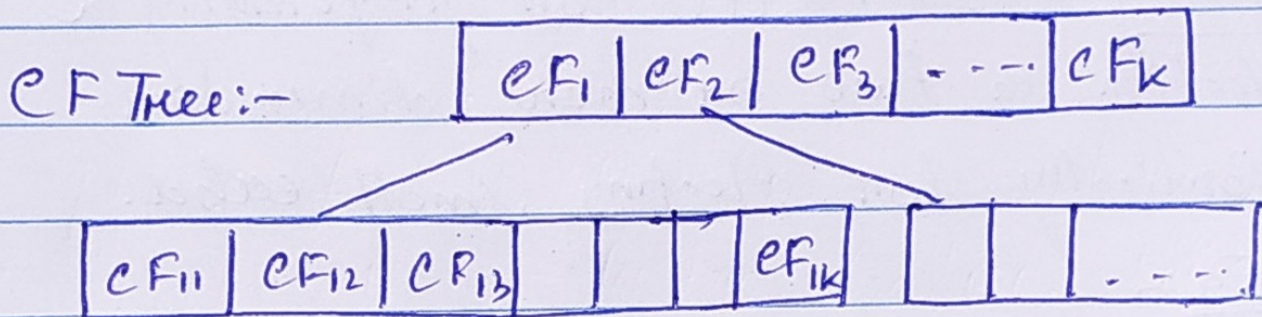 CF Tree:- CF1 CF2 CF3 ---- CFk
CF11 CF12 CF13 CF1k ----